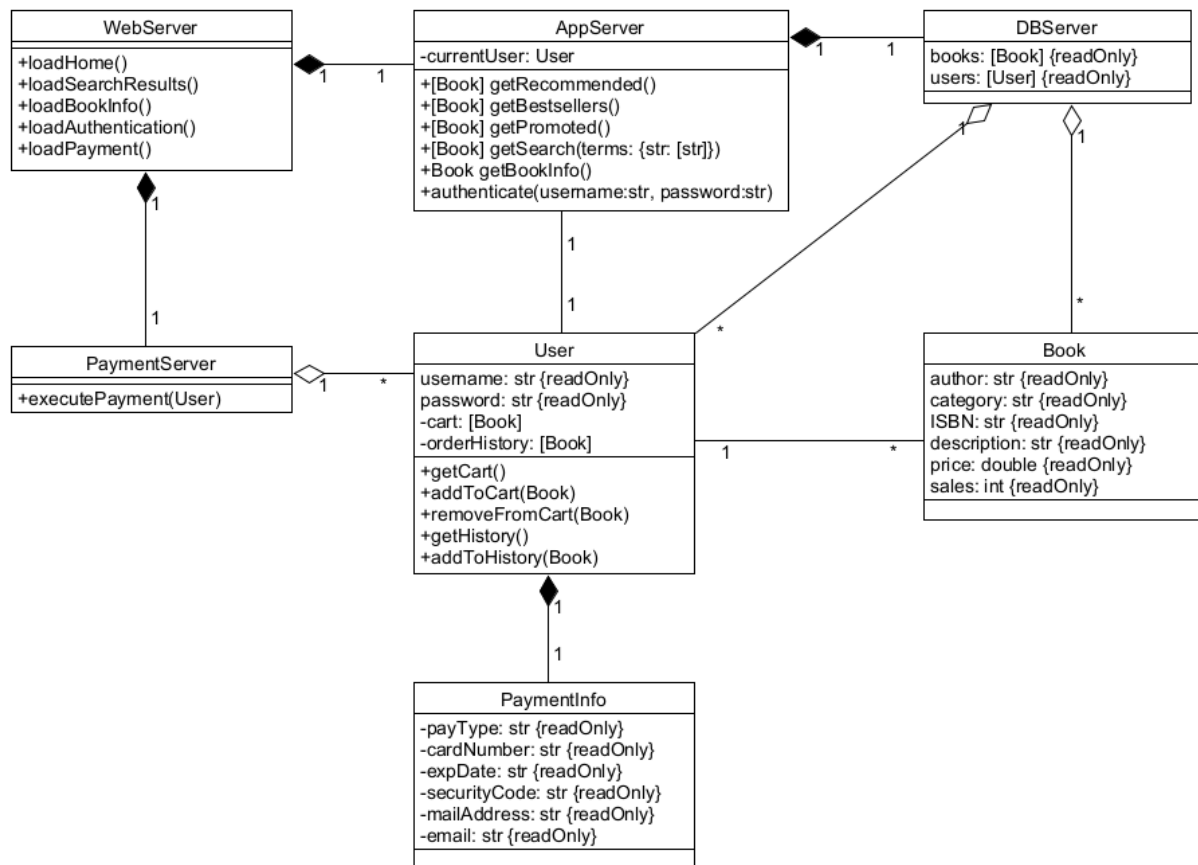 WebServer
+loadHome()
+loadSearchResults()
+loadBookInfo()
+loadAuthentication()
+loadPayment()
1
1
AppServer
-currentUser: User
+[Book] getRecommended()
+[Book] getBestsellers()
+[Book] getPromoted()
+[Book] getSearch(terms: {str: [str]})
+Book getBookInfo()
+authenticate(username:str, password:str)
1
1
DBServer
books: [Book] {readOnly}
users: [User] {readOnly}
1
1
1
1
1
1
*
*
PaymentServer
+executePayment(User)
1
*
User
username: str {readOnly}
password: str {readOnly}
-cart: [Book]
-orderHistory: [Book]
+getCart()
+addToCart(Book)
+removeFromCart(Book)
+getHistory()
+addToHistory(Book)
1
*
Book
author: str {readOnly}
category: str {readOnly}
ISBN: str {readOnly}
description: str {readOnly}
price: double {readOnly}
sales: int {readOnly}
1
1
PaymentInfo
-payType: str {readOnly}
-cardNumber: str {readOnly}
-expDate: str {readOnly}
-securityCode: str {readOnly}
-mailAddress: str {readOnly}
-email: str {readOnly}